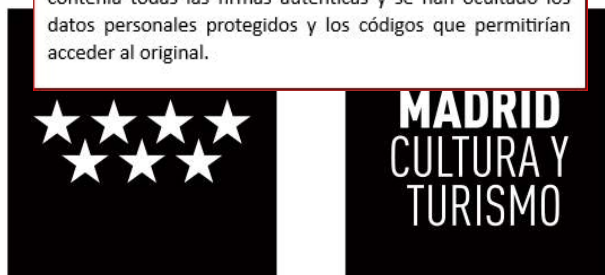 contenía todas las firmas auténticas y se han ocultado los
datos personales protegidos y los códigos que permitirían
acceder al original.
MADRID
CULTURA Y
TURISMO